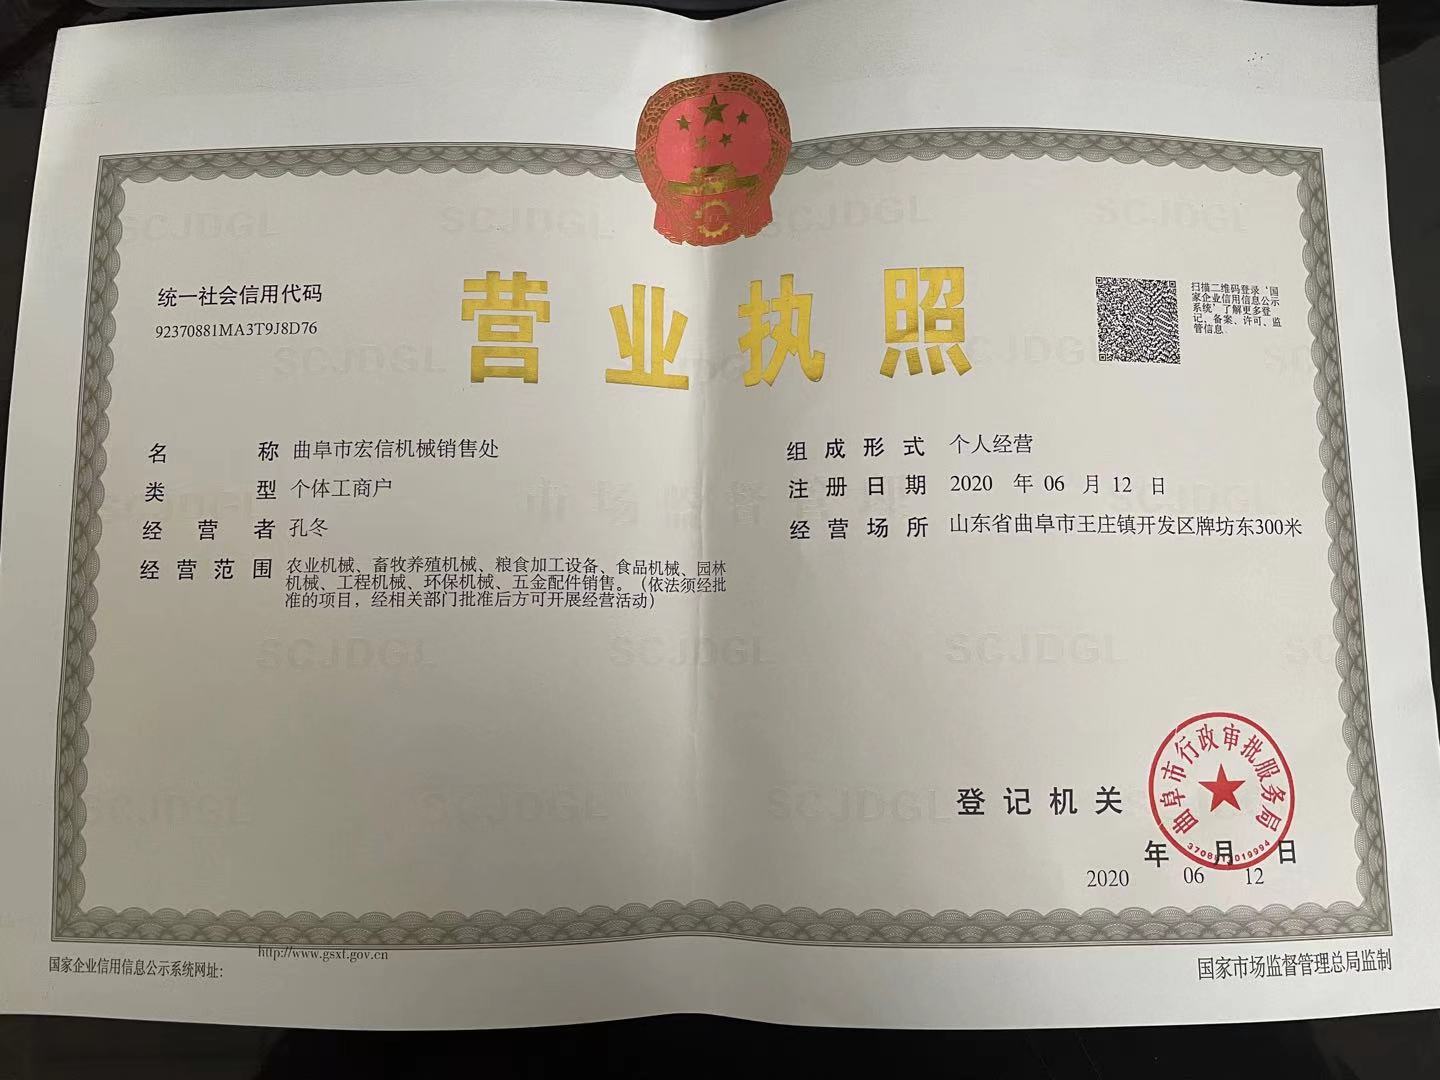 营业执照
统一社会信用代码
92370881MA3T9J8D76
扫描二维码登录‘国
家企业信用信息公示
系统’了解更多登
记、备案、许可、监
管信息.
名 称 曲阜市宏信机械销售处
类 型 个体工商户
经 营 者 孔冬
经 营 范 围 农业机械、畜牧养殖机械、粮食加工设备、食品机械、园林
机械、工程机械、环保机械、五金配件销售。（依法须经批
准的项目，经相关部门批准后方可开展经营活动）
组 成 形 式 个人经营
注 册 日 期 2020 年 06 月 12 日
经 营 场 所 山东省曲阜市王庄镇开发区牌坊东300米
登 记 机 关
曲阜市行政审批服务局
年 月 日
2020 06 12
国家企业信用信息公示系统网址：
http://www.gsxt.gov.cn
国家市场监督管理总局监制
SCJDGL
市场监督管理